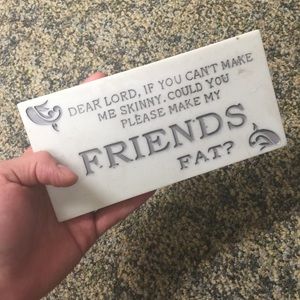 DEAR LORD, IF YOU CAN'T MAKE
ME SKINNY, COULD YOU
PLEASE MAKE MY
FRIENDS
FAT?